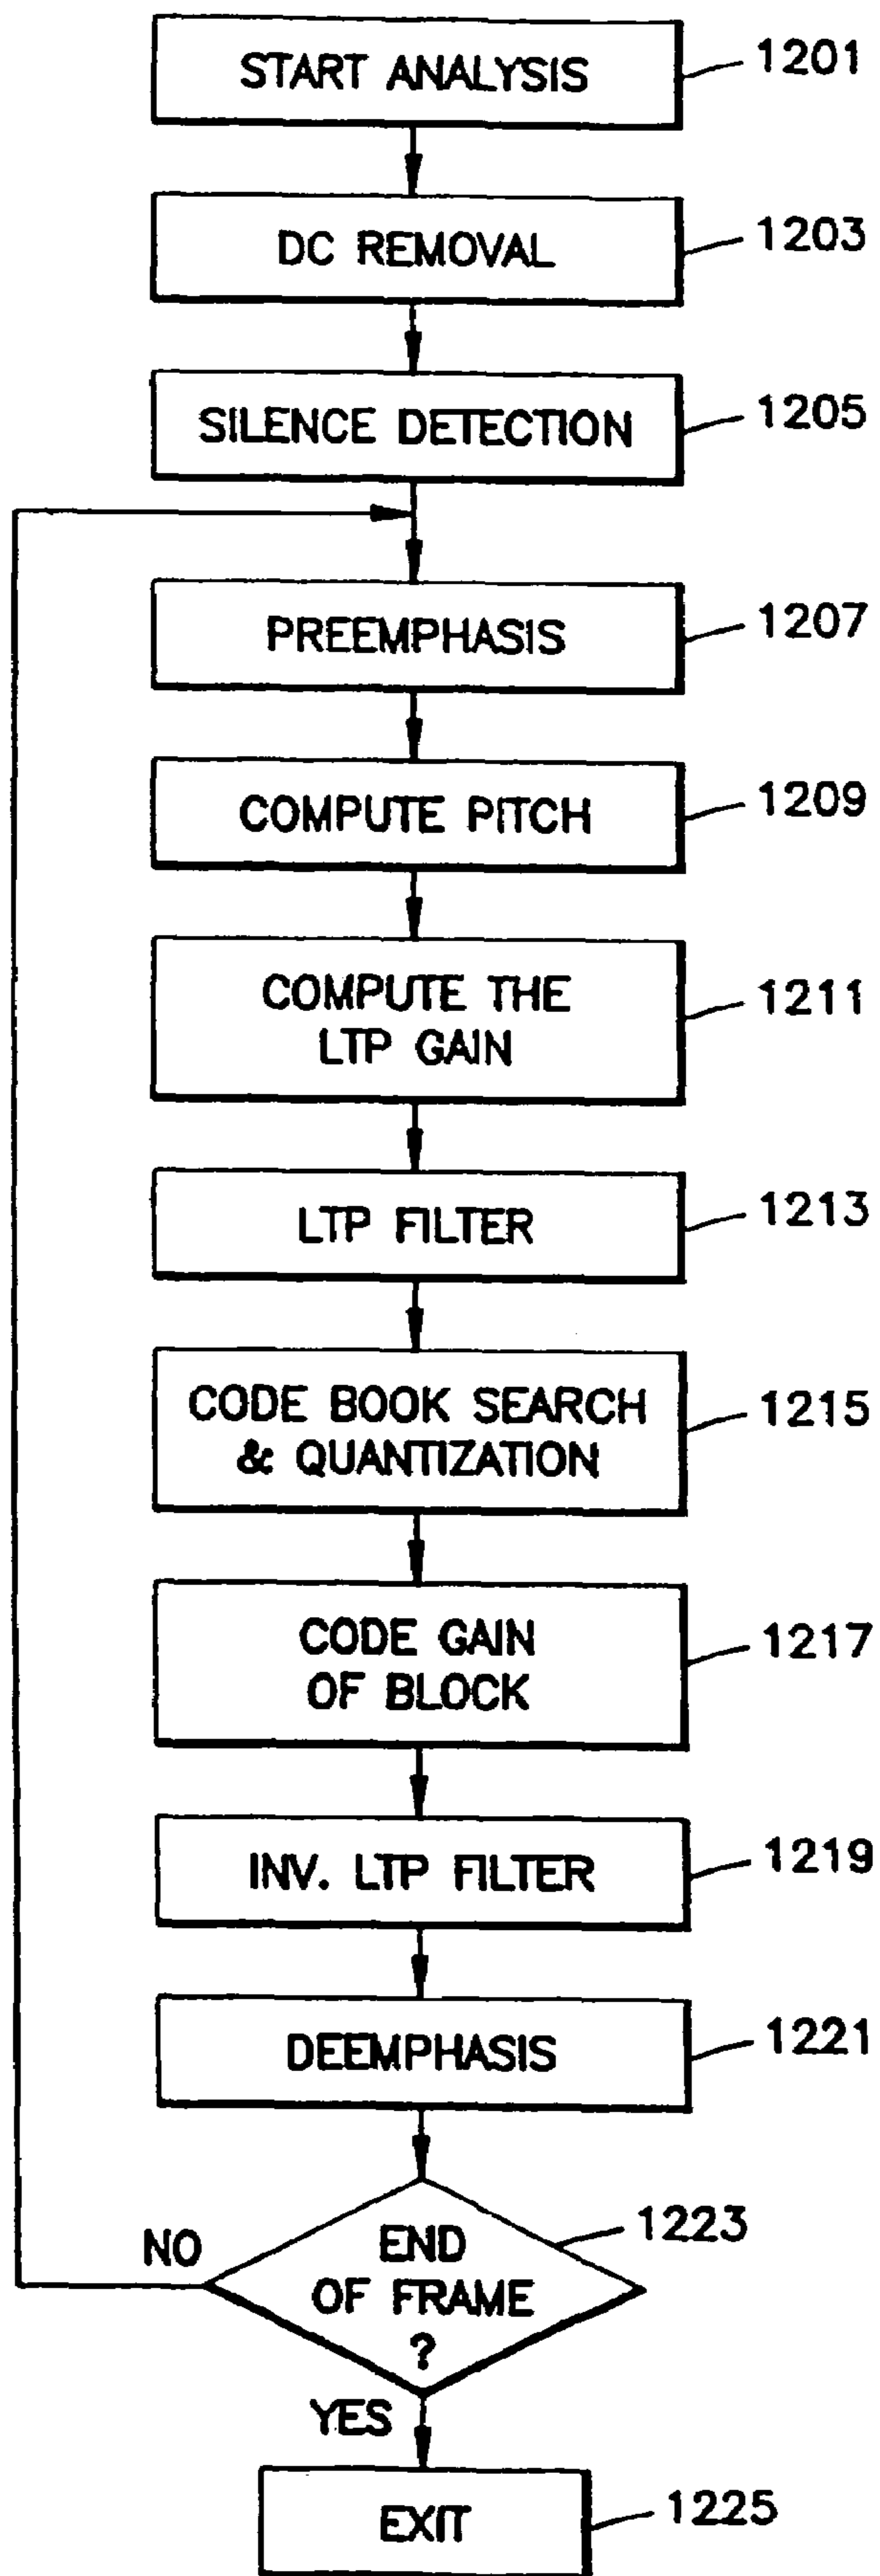 START ANALYSIS
1201
DC REMOVAL
1203
SILENCE DETECTION
1205
PREEMPHASIS
1207
COMPUTE PITCH
1209
COMPUTE THE
LTP GAIN
1211
LTP FILTER
1213
CODE BOOK SEARCH
& QUANTIZATION
1215
CODE GAIN
OF BLOCK
1217
INV. LTP FILTER
1219
DEEMPHASIS
1221
END
OF FRAME
?
1223
NO
YES
EXIT
1225